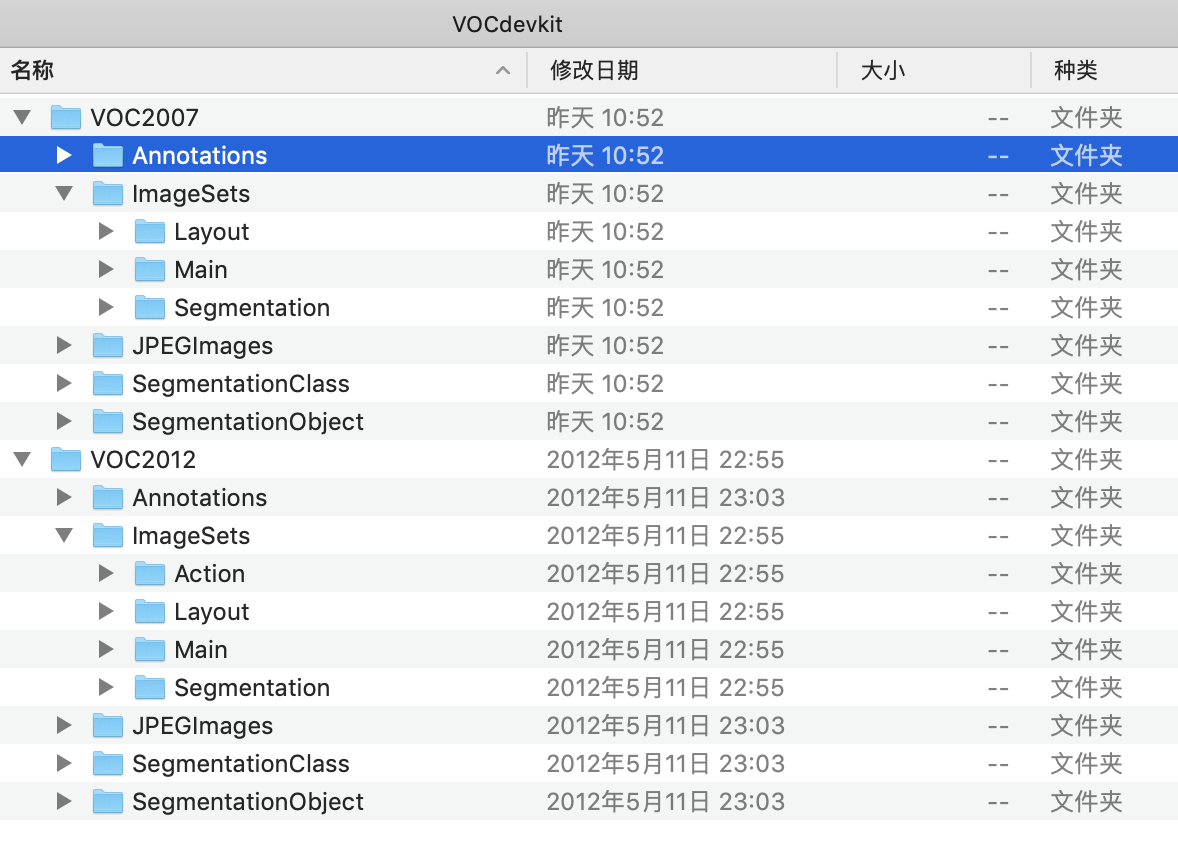 VOCdevkit
名称 修改日期 大小 种类
VOC2007 昨天 10:52 -- 文件夹
Annotations 昨天 10:52 -- 文件夹
ImageSets 昨天 10:52 -- 文件夹
Layout 昨天 10:52 -- 文件夹
Main 昨天 10:52 -- 文件夹
Segmentation 昨天 10:52 -- 文件夹
JPEGImages 昨天 10:52 -- 文件夹
SegmentationClass 昨天 10:52 -- 文件夹
SegmentationObject 昨天 10:52 -- 文件夹
VOC2012 2012年5月11日 22:55 -- 文件夹
Annotations 2012年5月11日 23:03 -- 文件夹
ImageSets 2012年5月11日 22:55 -- 文件夹
Action 2012年5月11日 22:55 -- 文件夹
Layout 2012年5月11日 22:55 -- 文件夹
Main 2012年5月11日 22:55 -- 文件夹
Segmentation 2012年5月11日 22:55 -- 文件夹
JPEGImages 2012年5月11日 23:03 -- 文件夹
SegmentationClass 2012年5月11日 23:03 -- 文件夹
SegmentationObject 2012年5月11日 23:03 -- 文件夹